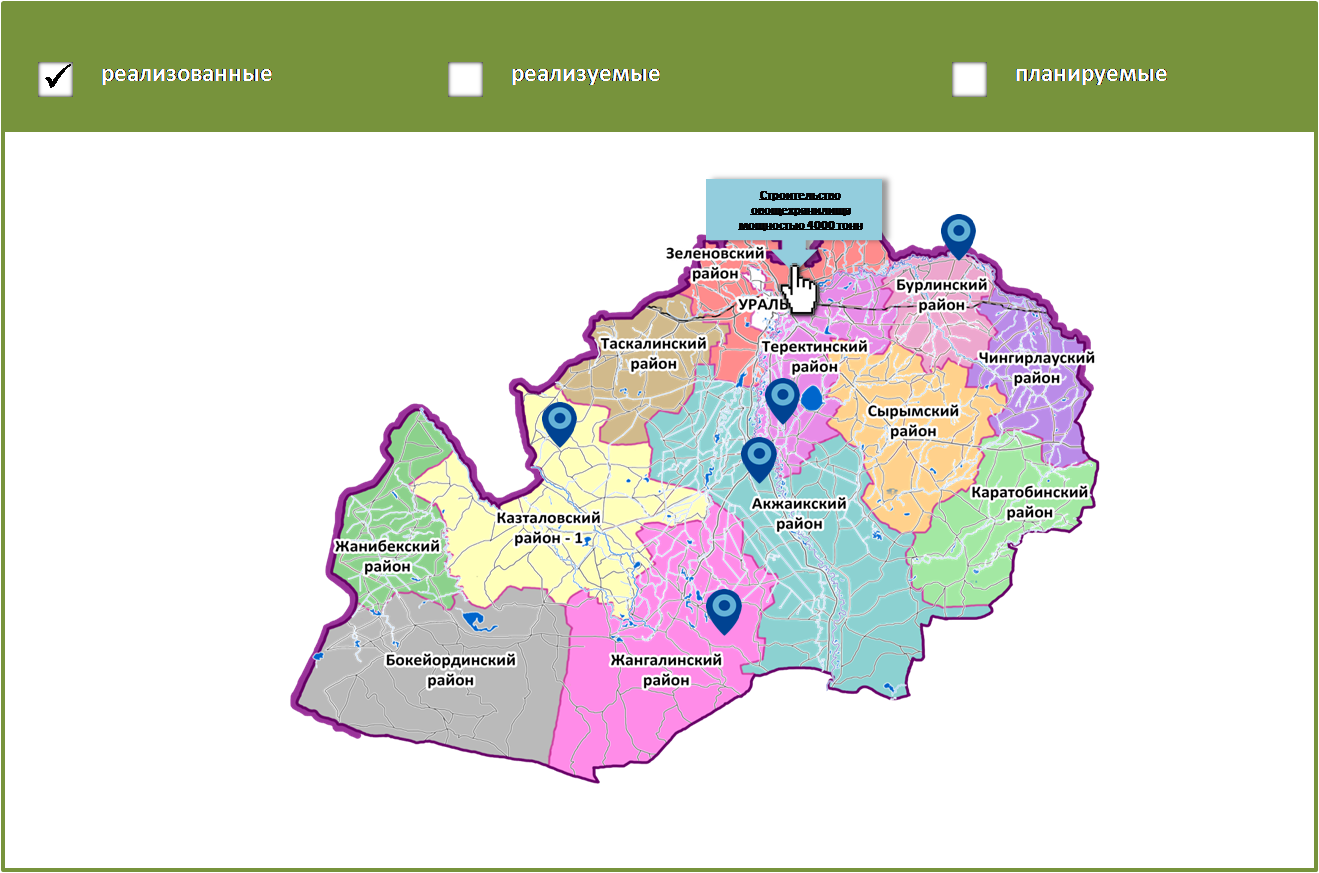 реализованные
реализуемые
планируемые
Строительство
овощехранилища
мощностью 4000 тонн
Зеленовский
район
УРАЛЬ
Бурлинский
район
Таскалинский
район
Теректинский
район
Чингирлауский
район
Сырымский
район
Каратобинский
район
Акжаикский
район
Казталовский
район - 1
Жанибекский
район
Бокейординский
район
Жангалинский
район